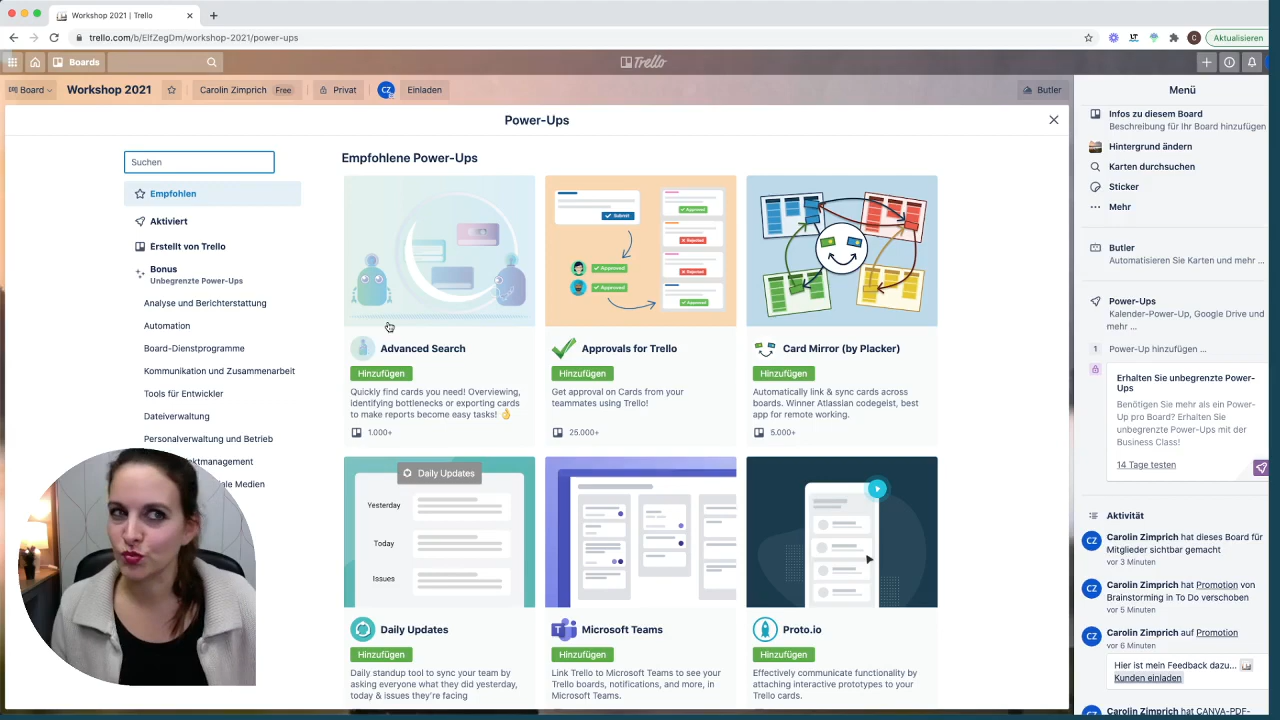 Workshop 2021 | Trello
trello.com/b/ElfZegDm/workshop-2021/power-ups
Aktualisieren
Boards
Trello
Board
Workshop 2021
Carolin Zimprich Free
Privat
CZ
Einladen
Butler
Power-Ups
Suchen
Empfohlen
Aktiviert
Erstellt von Trello
Bonus
Unbegrenzte Power-Ups
Analyse und Berichterstattung
Automation
Board-Dienstprogramme
Kommunikation und Zusammenarbeit
Tools für Entwickler
Dateiverwaltung
Personalverwaltung und Betrieb
Medien
Empfohlene Power-Ups
Advanced Search
Hinzufügen
Quickly find cards you need! Overviewing,
identifying bottlenecks or exporting cards
to make reports become easy tasks! 👌
1.000+
Submit
Approved
Rejected
Approved
Rejected
Approved
Rejected
Approved
Approved
Approvals for Trello
Hinzufügen
Get approval on Cards from your
teammates using Trello!
25.000+
Card Mirror (by Placker)
Hinzufügen
Automatically link & sync cards across
boards. Winner Atlassian codegeist, best
app for remote working.
5.000+
Daily Updates
Yesterday
Today
Issues
Daily Updates
Hinzufügen
Daily standup tool to sync your team by
asking everyone what they did yesterday,
today & issues they're facing
Microsoft Teams
Hinzufügen
Link Trello to Microsoft Teams to see your
Trello boards, notifications, and more, in
Microsoft Teams.
Proto.io
Hinzufügen
Effectively communicate functionality by
attaching interactive prototypes to your
Trello cards.
Menü
Infos zu diesem Board
Beschreibung für Ihr Board hinzufügen
Hintergrund ändern
Karten durchsuchen
Sticker
Mehr
Butler
Automatisieren Sie Karten und mehr ...
Power-Ups
Kalender-Power-Up, Google Drive und
mehr ...
1 Power-Up hinzufügen ...
Erhalten Sie unbegrenzte Power-
Ups
Benötigen Sie mehr als ein Power-
Up pro Board? Erhalten Sie
unbegrenzte Power-Ups mit der
Business Class!
14 Tage testen
Aktivität
CZ Carolin Zimprich hat dieses Board für
Mitglieder sichtbar gemacht
vor 3 Minuten
CZ Carolin Zimprich hat Promotion von
Brainstorming in To Do verschoben
vor 5 Minuten
CZ Carolin Zimprich auf Promotion
vor 6 Minuten
Hier ist mein Feedback dazu...
Kunden einladen
Carolin Zimprich hat CANVA-PDF-